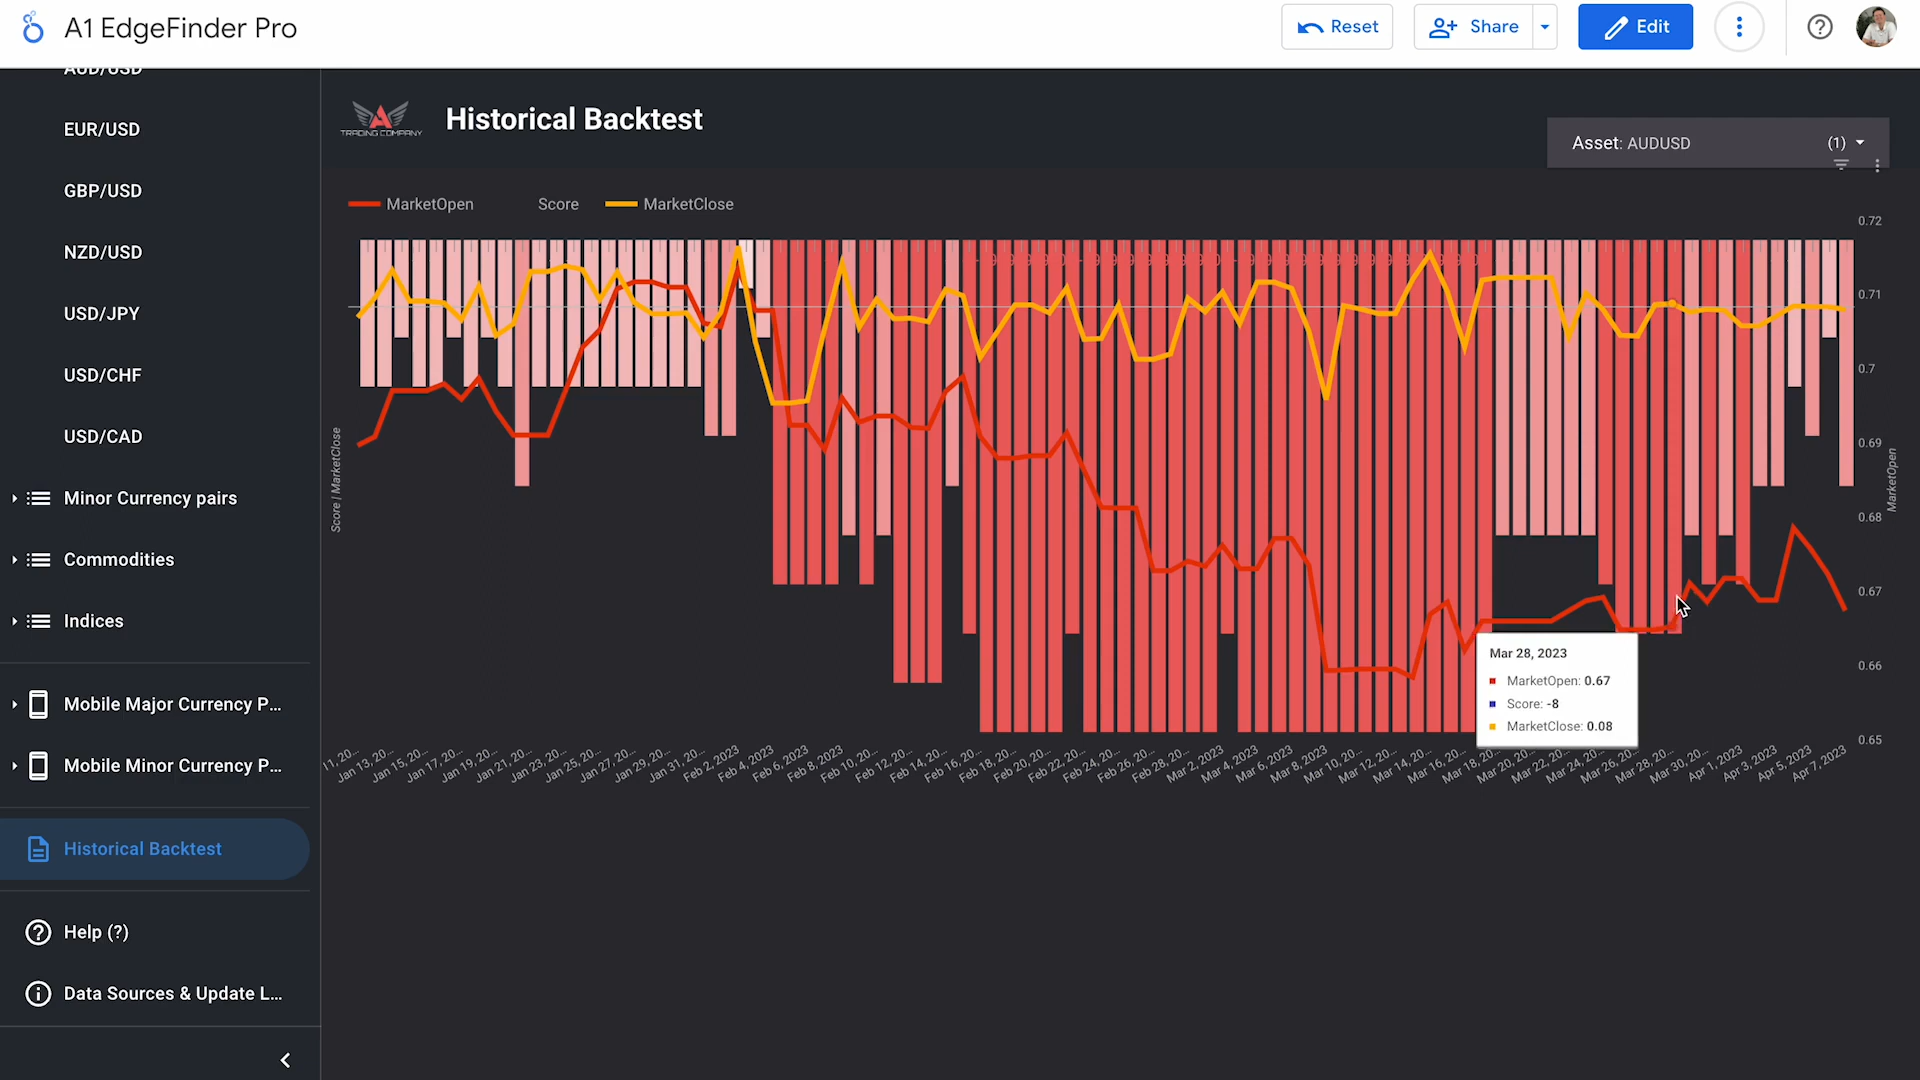 A1 EdgeFinder Pro
Reset
Share
Edit
AUD/USD
EUR/USD
GBP/USD
NZD/USD
USD/JPY
USD/CHF
USD/CAD
Minor Currency pairs
Commodities
Indices
Mobile Major Currency P...
Mobile Minor Currency P...
Historical Backtest
Help (?)
Data Sources & Update L...
A
TRADING COMPANY
Historical Backtest
Asset: AUDUSD (1)
MarketOpen Score MarketClose
Score | MarketClose
0.72
0.71
0.7
0.69
0.68
0.67
0.66
0.65
MarketOpen
Mar 28, 2023
MarketOpen: 0.67
Score: -8
MarketClose: 0.08
11, 20... Jan 13, 20... Jan 15, 20... Jan 17, 20... Jan 19, 20... Jan 21, 20... Jan 23, 20... Jan 25, 20... Jan 27, 20... Jan 29, 20... Jan 31, 20... Feb 2, 2023 Feb 4, 2023 Feb 6, 2023 Feb 8, 2023 Feb 10, 20... Feb 12, 20... Feb 14, 20... Feb 16, 20... Feb 18, 20... Feb 20, 20... Feb 22, 20... Feb 24, 20... Feb 26, 20... Feb 28, 20... Mar 2, 2023 Mar 4, 2023 Mar 6, 2023 Mar 8, 2023 Mar 10, 20... Mar 12, 20... Mar 14, 20... Mar 16, 20... Mar 18, 20... Mar 20, 20... Mar 22, 20... Mar 24, 20... Mar 26, 20... Mar 28, 20... Mar 30, 20... Apr 1, 2023 Apr 3, 2023 Apr 5, 2023 Apr 7, 2023